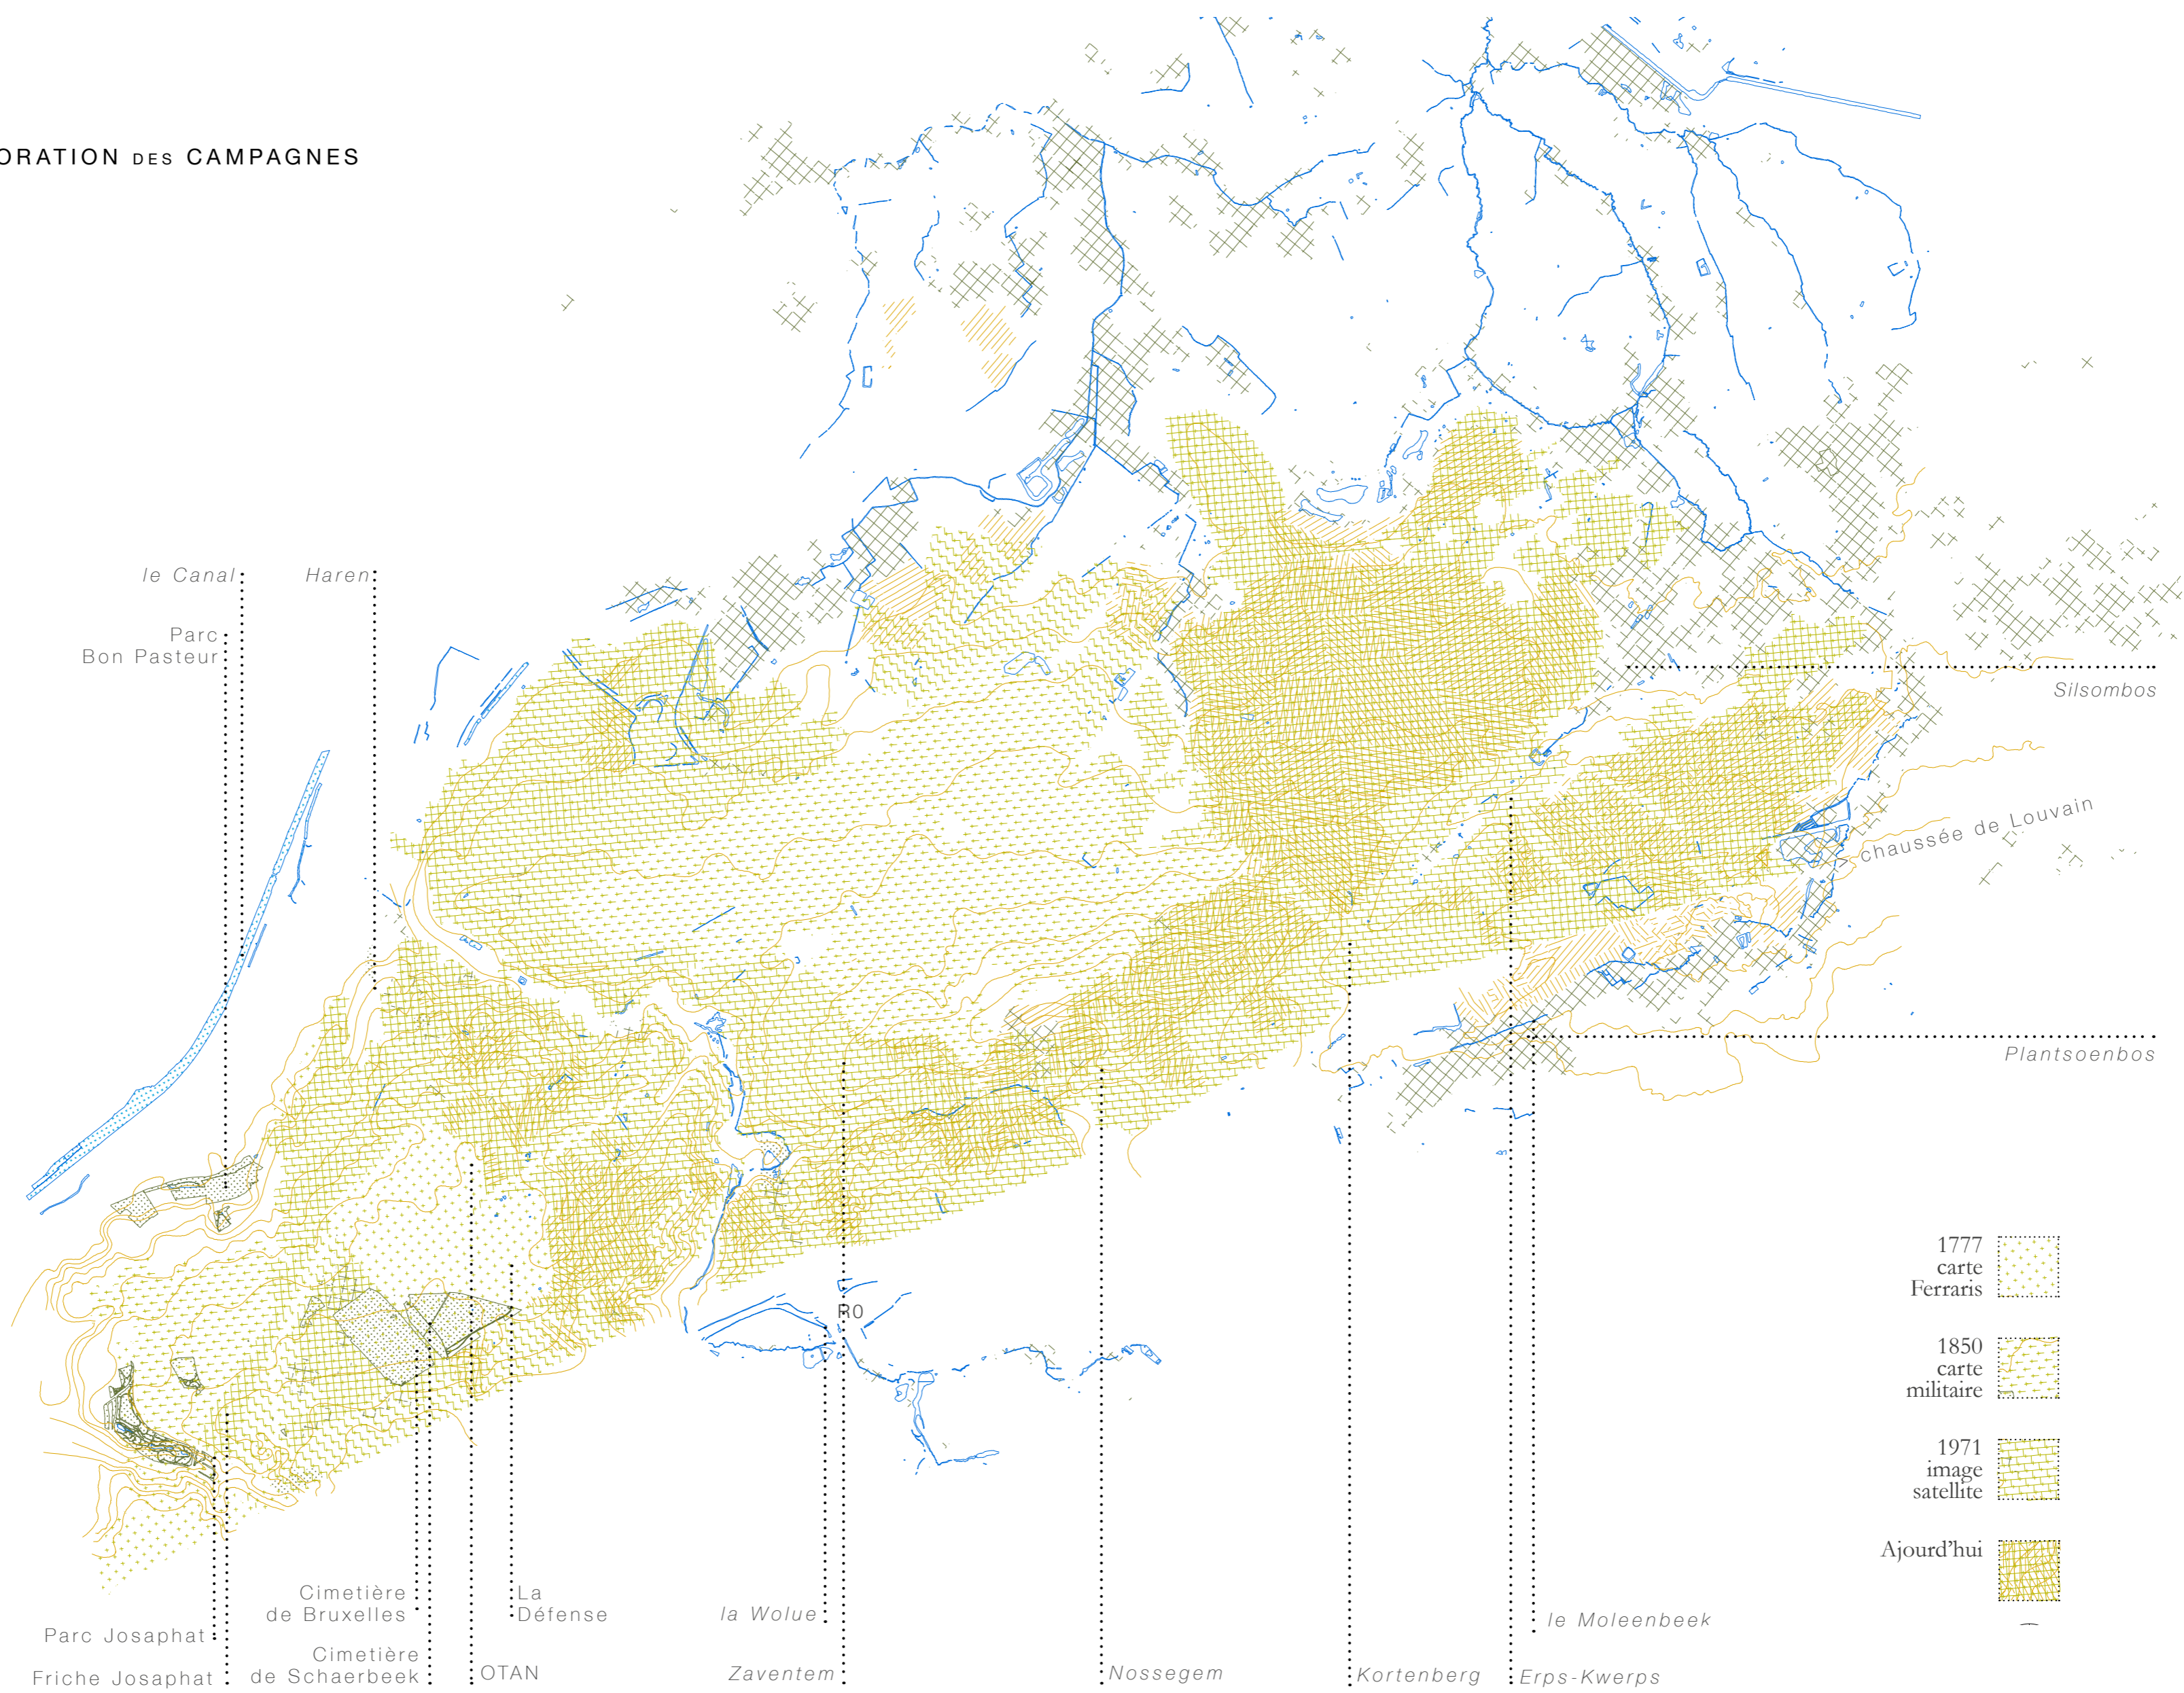 ORATION DES CAMPAGNES
le Canal
Haren
Parc
Bon Pasteur
Silsombos
chaussée de Louvain
Plantsoenbos
1777
carte
Ferraris
1850
carte
militaire
1971
image
satellite
Ajourd'hui
R0
Cimetière
de Bruxelles
La
Défense
la Wolue
le Moleenbeek
Parc Josaphat
Cimetière
de Schaerbeek
Friche Josaphat
OTAN
Zaventem
Nossegem
Kortenberg
Erps-Kwerps